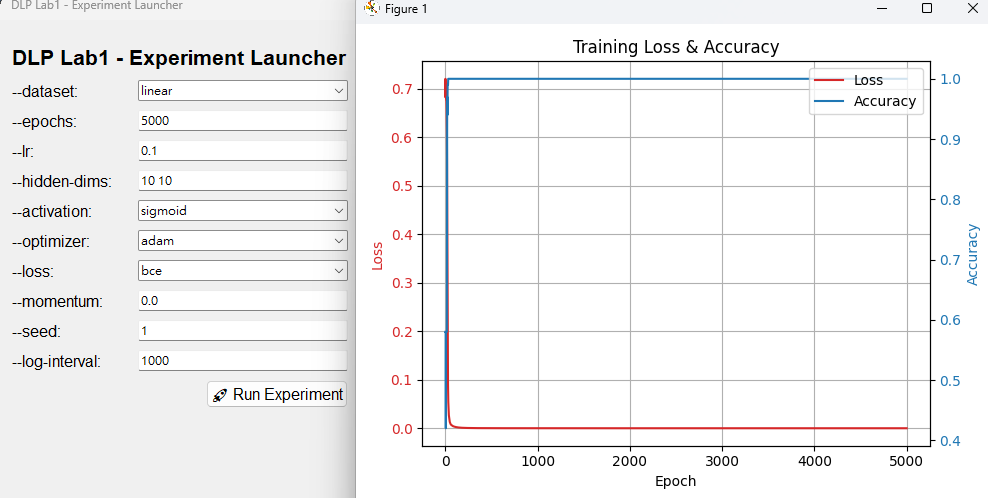 DLP Lab1 - Experiment Launcher
DLP Lab1 - Experiment Launcher
--dataset: linear
--epochs: 5000
--lr: 0.1
--hidden-dims: 10 10
--activation: sigmoid
--optimizer: adam
--loss: bce
--momentum: 0.0
--seed: 1
--log-interval: 1000
🚀 Run Experiment
Figure 1
Training Loss & Accuracy
Loss
Accuracy
0.7
0.6
0.5
0.4
0.3
0.2
0.1
0.0
Loss
1.0
0.9
0.8
0.7
0.6
0.5
0.4
Accuracy
0 1000 2000 3000 4000 5000
Epoch